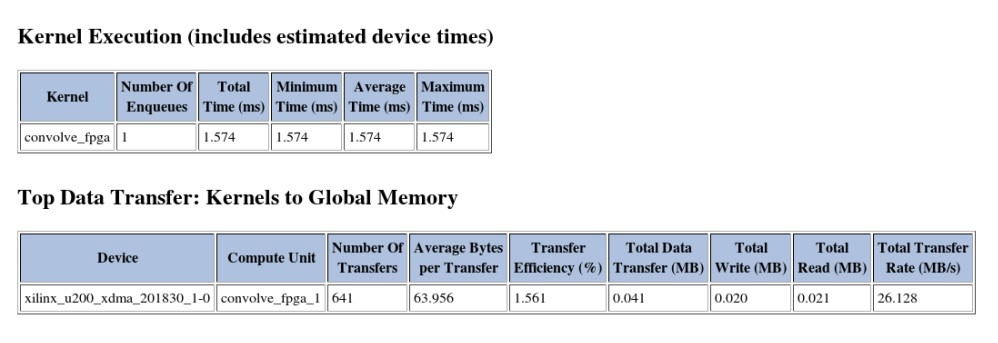 Kernel Execution (includes estimated device times)
Kernel Number Of Enqueues Total Time (ms) Minimum Time (ms) Average Time (ms) Maximum Time (ms)
convolve_fpga 1 1.574 1.574 1.574 1.574
Top Data Transfer: Kernels to Global Memory
Device Compute Unit Number Of Transfers Average Bytes per Transfer Transfer Efficiency (%) Total Data Transfer (MB) Total Write (MB) Total Read (MB) Total Transfer Rate (MB/s)
xilinx_u200_xdma_201830_1-0 convolve_fpga_1 641 63.956 1.561 0.041 0.020 0.021 26.128